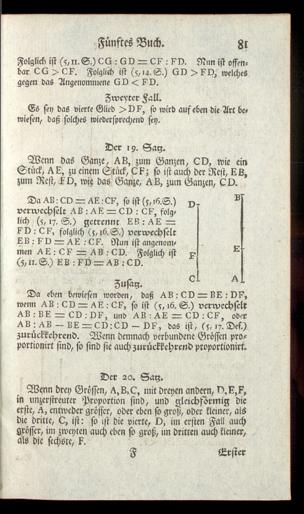 Fünftes Buch. 81
Folglich ist (5, 11. S.) CG : GD = CF : FD. Nun ist offen-
bar CG > CF. Folglich ist (5, 14. S.) GD > FD, welches
gegen das Angenommene GD < FD.
Zweyter Fall.
Es sey das vierte Glied > DF, so wird auf eben die Art be-
wiesen, daß solches wiedersprechend sey.
Der 19. Satz.
Wenn das Ganze, AB, zum Ganzen, CD, wie ein
Stück, AE, zu einem Stück, CF; so ist auch der Rest, EB,
zum Rest, FD, wie das Ganze, AB, zum Ganzen, CD.
Da AB : CD = AE : CF, so ist (5, 16. S.)
verwechselt AB : AE = CD : CF, folg-
lich (5, 17. S.) getrennt EB : AE =
FD : CF, folglich (5, 16. S.) verwechselt
EB : FD = AE : CF. Nun ist angenom-
men AE : CF = AB : CD. Folglich ist
(5, 11. S.) EB : FD = AB : CD.
D B
F E
C A
Zusatz.
Da eben bewiesen worden, daß AB : CD = BE : DF,
wenn AB : CD = AE : CF, so ist (5, 16. S.) verwechselt
AB : BE = CD : DF, und AB : AE = CD : CF, oder
AB : AB - BE = CD : CD - DF, das ist, (5, 17. Def.)
zurückkehrend. Wenn demnach verbundene Grössen pro-
portionirt sind, so sind sie auch zurückkehrend proportionirt.
Der 20. Satz.
Wenn drey Grössen, A, B, C, mit dreyen andern, D, E, F,
in unzerstreuter Proportion sind, und gleichförmig die
erste, A, entweder grösser, oder eben so groß, oder kleiner, als
die dritte, C, ist: so ist die vierte, D, im ersten Fall auch
grösser, im zweyten auch eben so groß, im dritten auch kleiner,
als die sechste, F.
F Erster